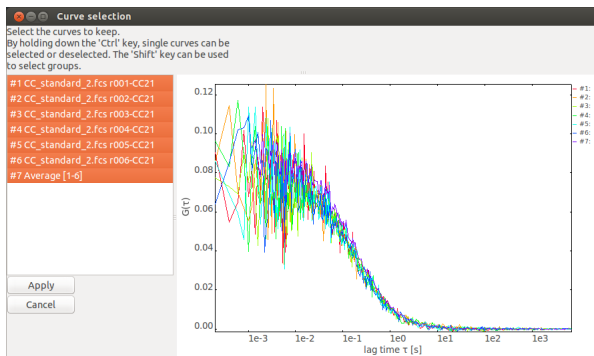 Curve selection
Select the curves to keep.
By holding down the 'Ctrl' key, single curves can be
selected or deselected. The 'Shift' key can be used
to select groups.
#1 CC_standard_2.fcs r001-CC21
#2 CC_standard_2.fcs r002-CC21
#3 CC_standard_2.fcs r003-CC21
#4 CC_standard_2.fcs r004-CC21
#5 CC_standard_2.fcs r005-CC21
#6 CC_standard_2.fcs r006-CC21
#7 Average [1-6]
Apply
Cancel
G(τ)
0.12
0.10
0.08
0.06
0.04
0.02
0.00
1e-3 1e-2 1e-1 1e0 1e1 1e2 1e3
lag time τ [s]
#1:
#2:
#3:
#4:
#5:
#6:
#7: